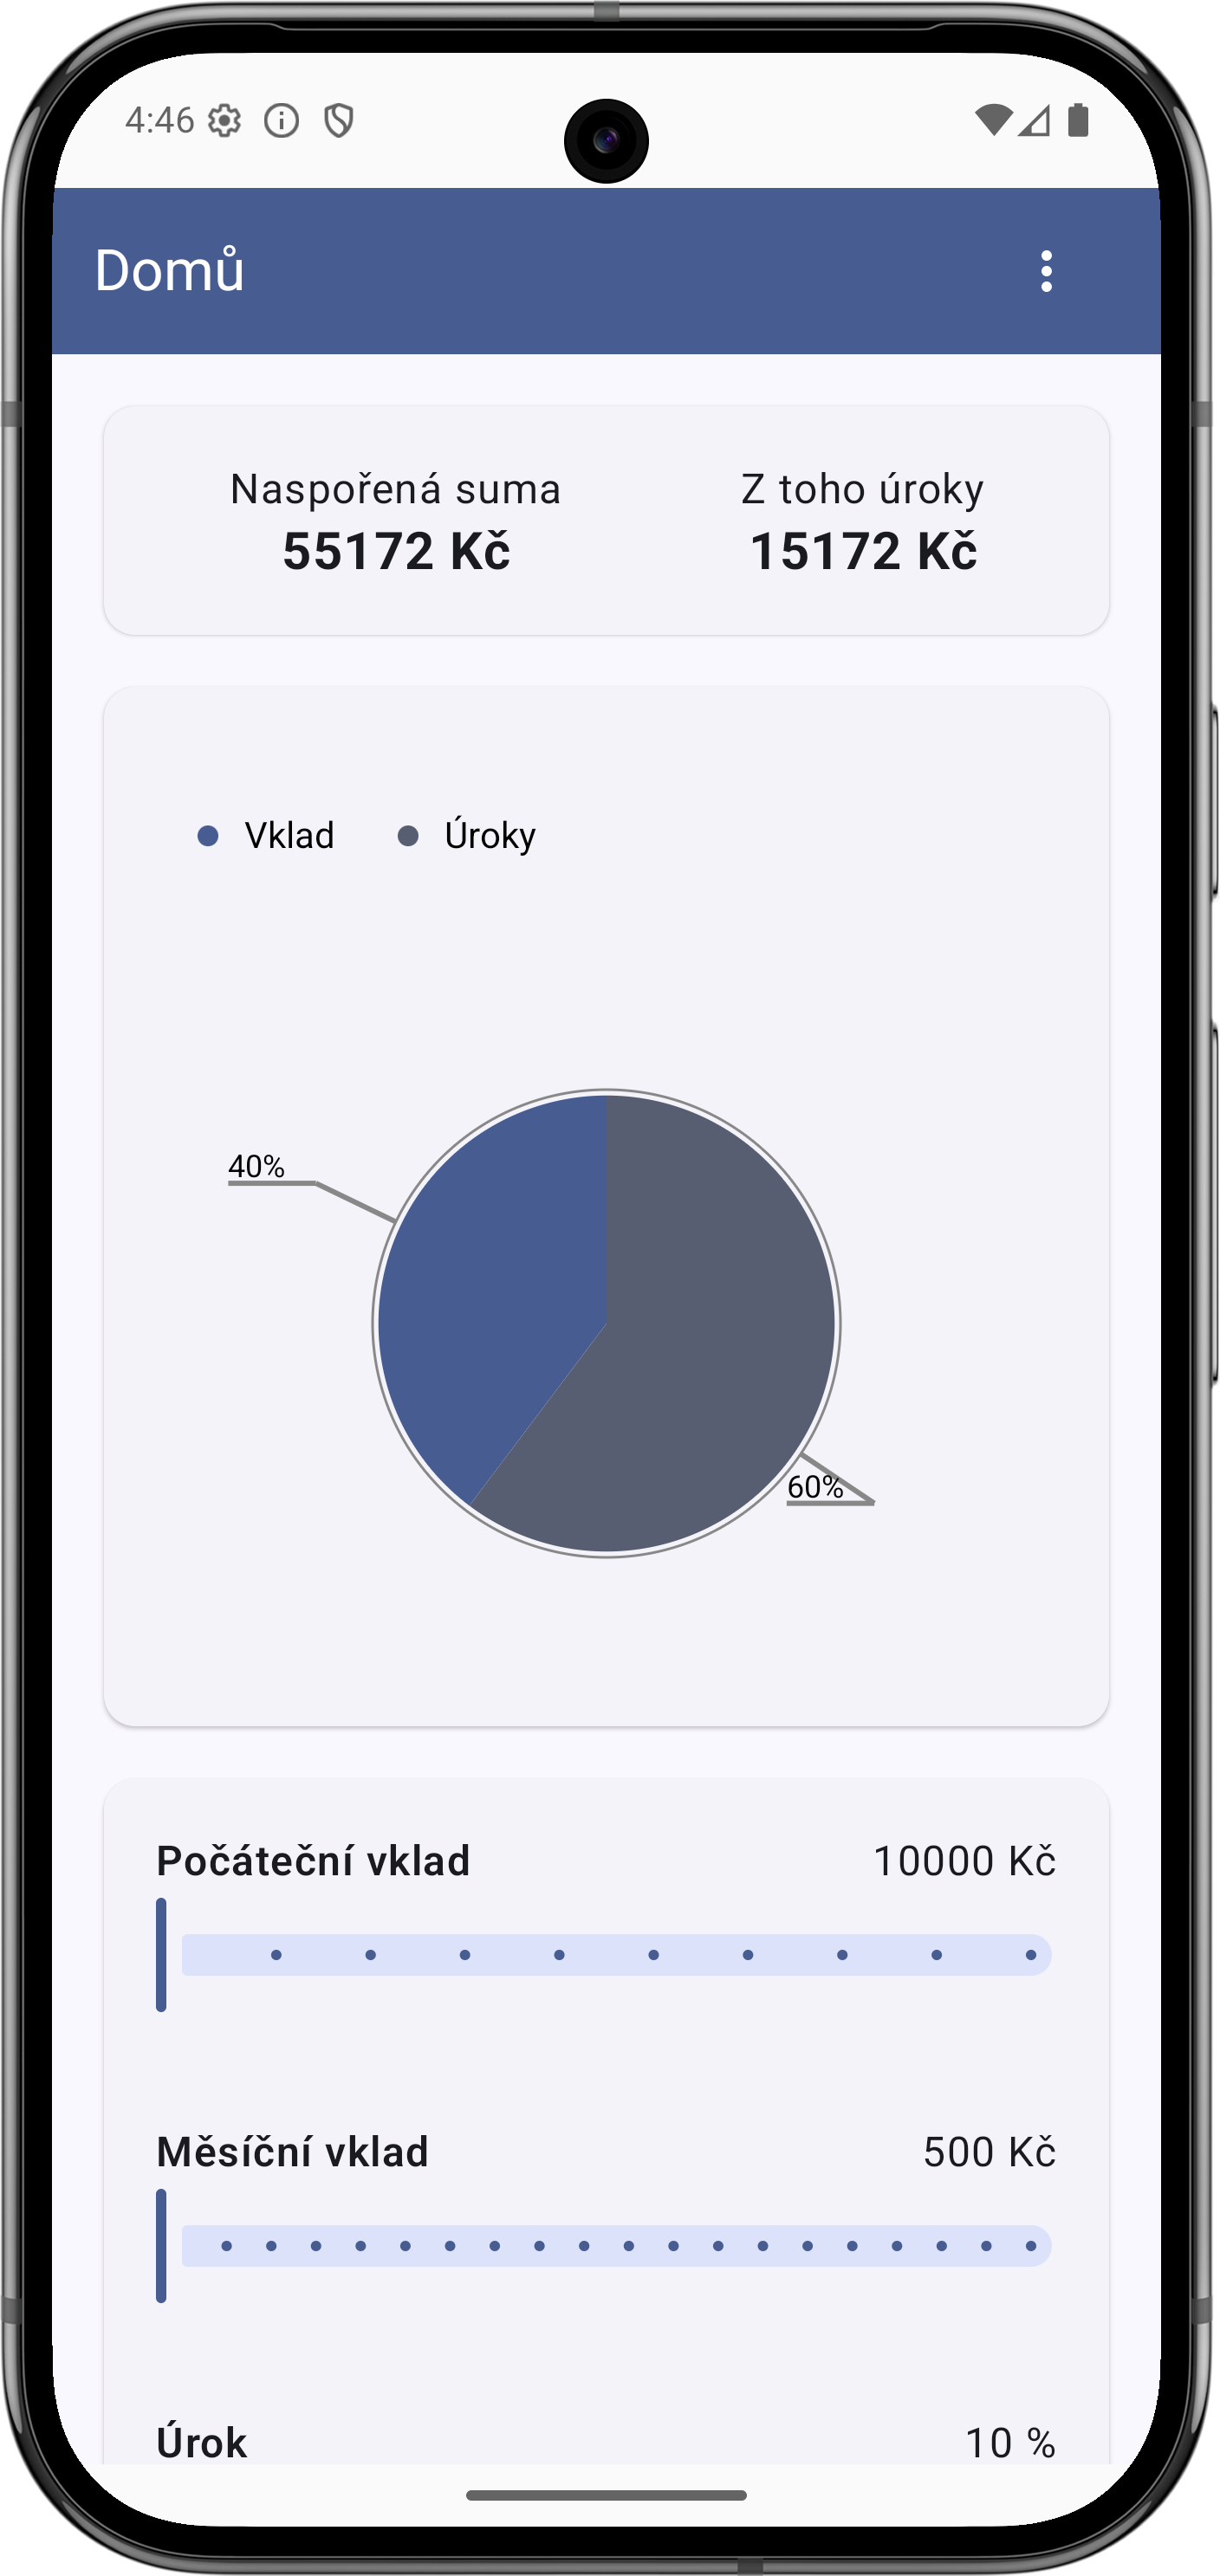 4:46
Domů
Naspořená suma
55172 Kč
Z toho úroky
15172 Kč
Vklad
Úroky
40%
60%
Počáteční vklad
10000 Kč
Měsíční vklad
500 Kč
Úrok
10 %